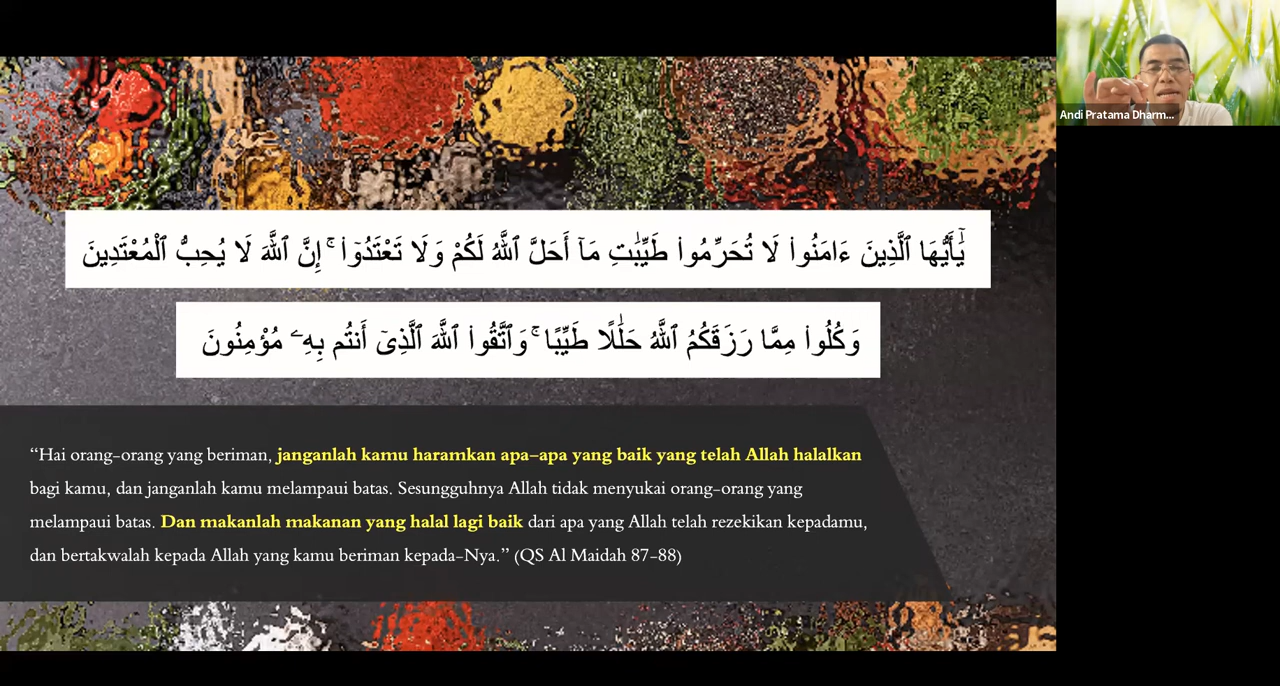 يَٰٓأَيُّهَا ٱلَّذِينَ ءَامَنُوا۟ لَا تُحَرِّمُوا۟ طَيِّبَٰتِ مَآ أَحَلَّ ٱللَّهُ لَكُمْ وَلَا تَعْتَدُوٓا۟ ۚ إِنَّ ٱللَّهَ لَا يُحِبُّ ٱلْمُعْتَدِينَ
وَكُلُوا۟ مِمَّا رَزَقَكُمُ ٱللَّهُ حَلَٰلًا طَيِّبًا ۚ وَٱتَّقُوا۟ ٱللَّهَ ٱلَّذِىٓ أَنتُم بِهِۦ مُؤْمِنُونَ
“Hai orang-orang yang beriman, janganlah kamu haramkan apa-apa yang baik yang telah Allah halalkan
bagi kamu, dan janganlah kamu melampaui batas. Sesungguhnya Allah tidak menyukai orang-orang yang
melampaui batas. Dan makanlah makanan yang halal lagi baik dari apa yang Allah telah rezekikan kepadamu,
dan bertakwalah kepada Allah yang kamu beriman kepada-Nya.” (QS Al Maidah 87-88)
Andi Pratama Dharm...